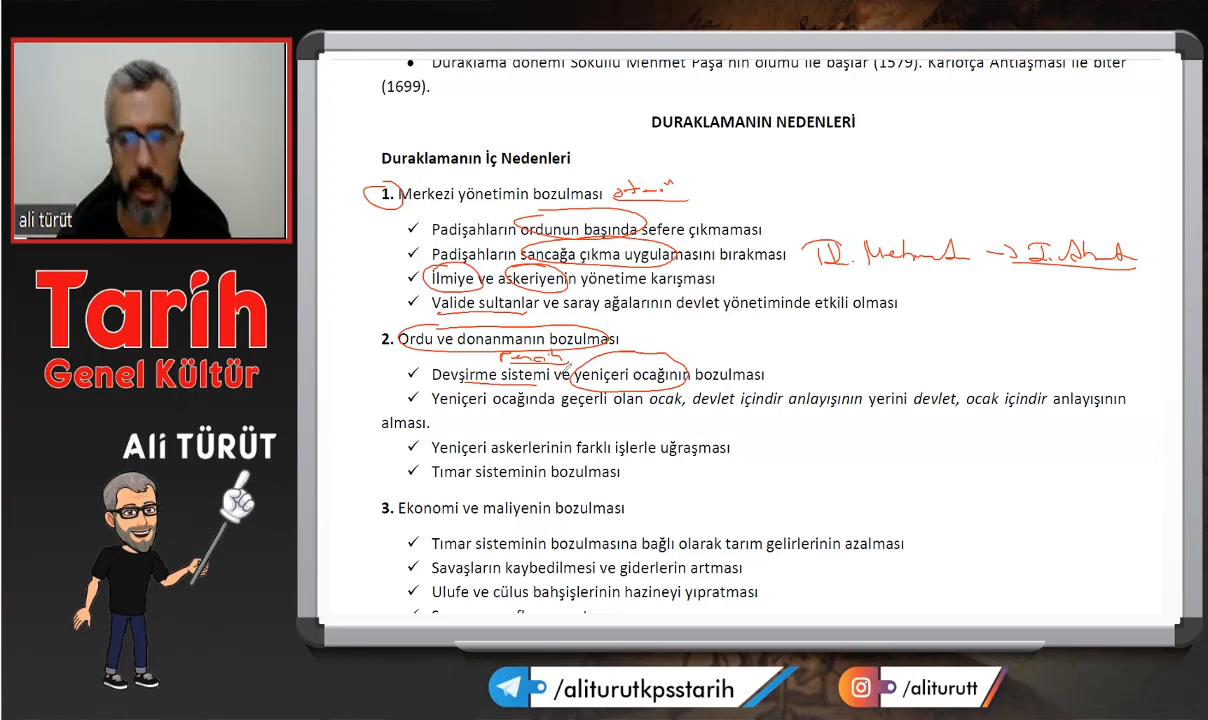 Duraklama dönemi Sokullu Mehmet Paşa'nın ölümü ile başlar (1579). Karlofça Antlaşması ile biter
(1699).
DURAKLAMANIN NEDENLERİ
Duraklamanın İç Nedenleri
1. Merkezi yönetimin bozulması
✓ Padişahların ordunun başında sefere çıkmaması
✓ Padişahların sancağa çıkma uygulamasını bırakması III. Mehmet → I. Ahmet
✓ İlmiye ve askeriyenin yönetime karışması
✓ Valide sultanlar ve saray ağalarının devlet yönetiminde etkili olması
2. Ordu ve donanmanın bozulması
Pencik
✓ Devşirme sistemi ve yeniçeri ocağının bozulması
✓ Yeniçeri ocağında geçerli olan ocak, devlet içindir anlayışının yerini devlet, ocak içindir anlayışının
alması.
✓ Yeniçeri askerlerinin farklı işlerle uğraşması
✓ Tımar sisteminin bozulması
3. Ekonomi ve maliyenin bozulması
✓ Tımar sisteminin bozulmasına bağlı olarak tarım gelirlerinin azalması
✓ Savaşların kaybedilmesi ve giderlerin artması
✓ Ulufe ve cülus bahşişlerinin hazineyi yıpratması
ali türüt
Tarih
Genel Kültür
Ali TÜRÜT
/aliturutkpsstarih
/aliturutt